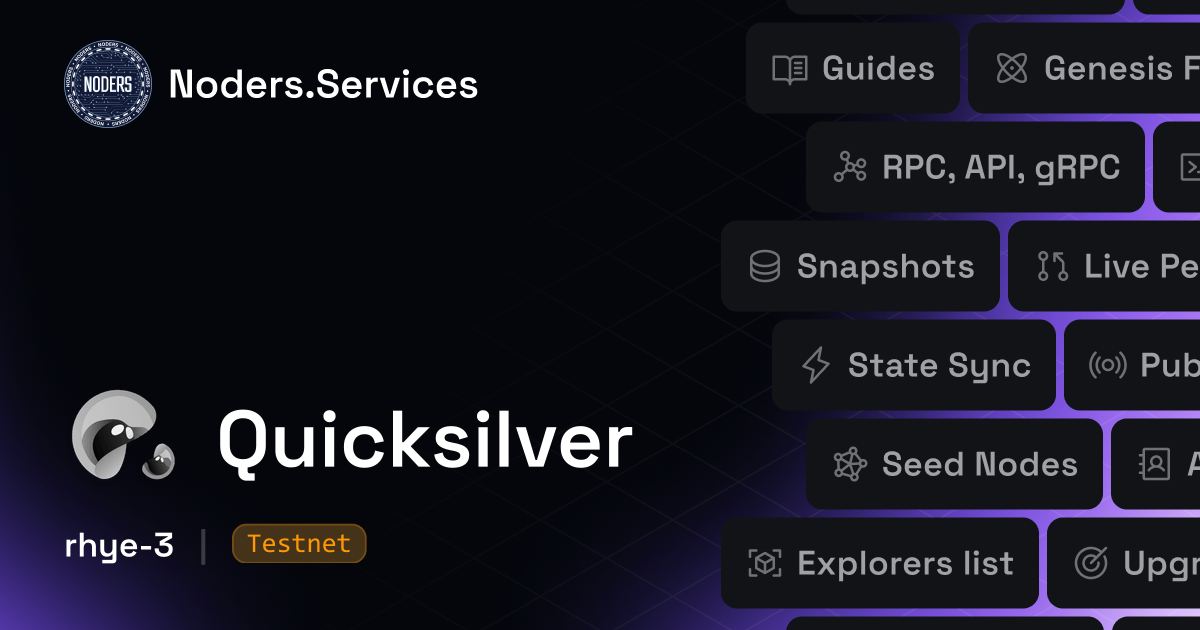 NODERS
Noders.Services
Quicksilver
rhye-3 | Testnet
Guides
Genesis F
RPC, API, gRPC
Snapshots
Live Pe
State Sync
Pub
Seed Nodes
A
Explorers list
Upgr